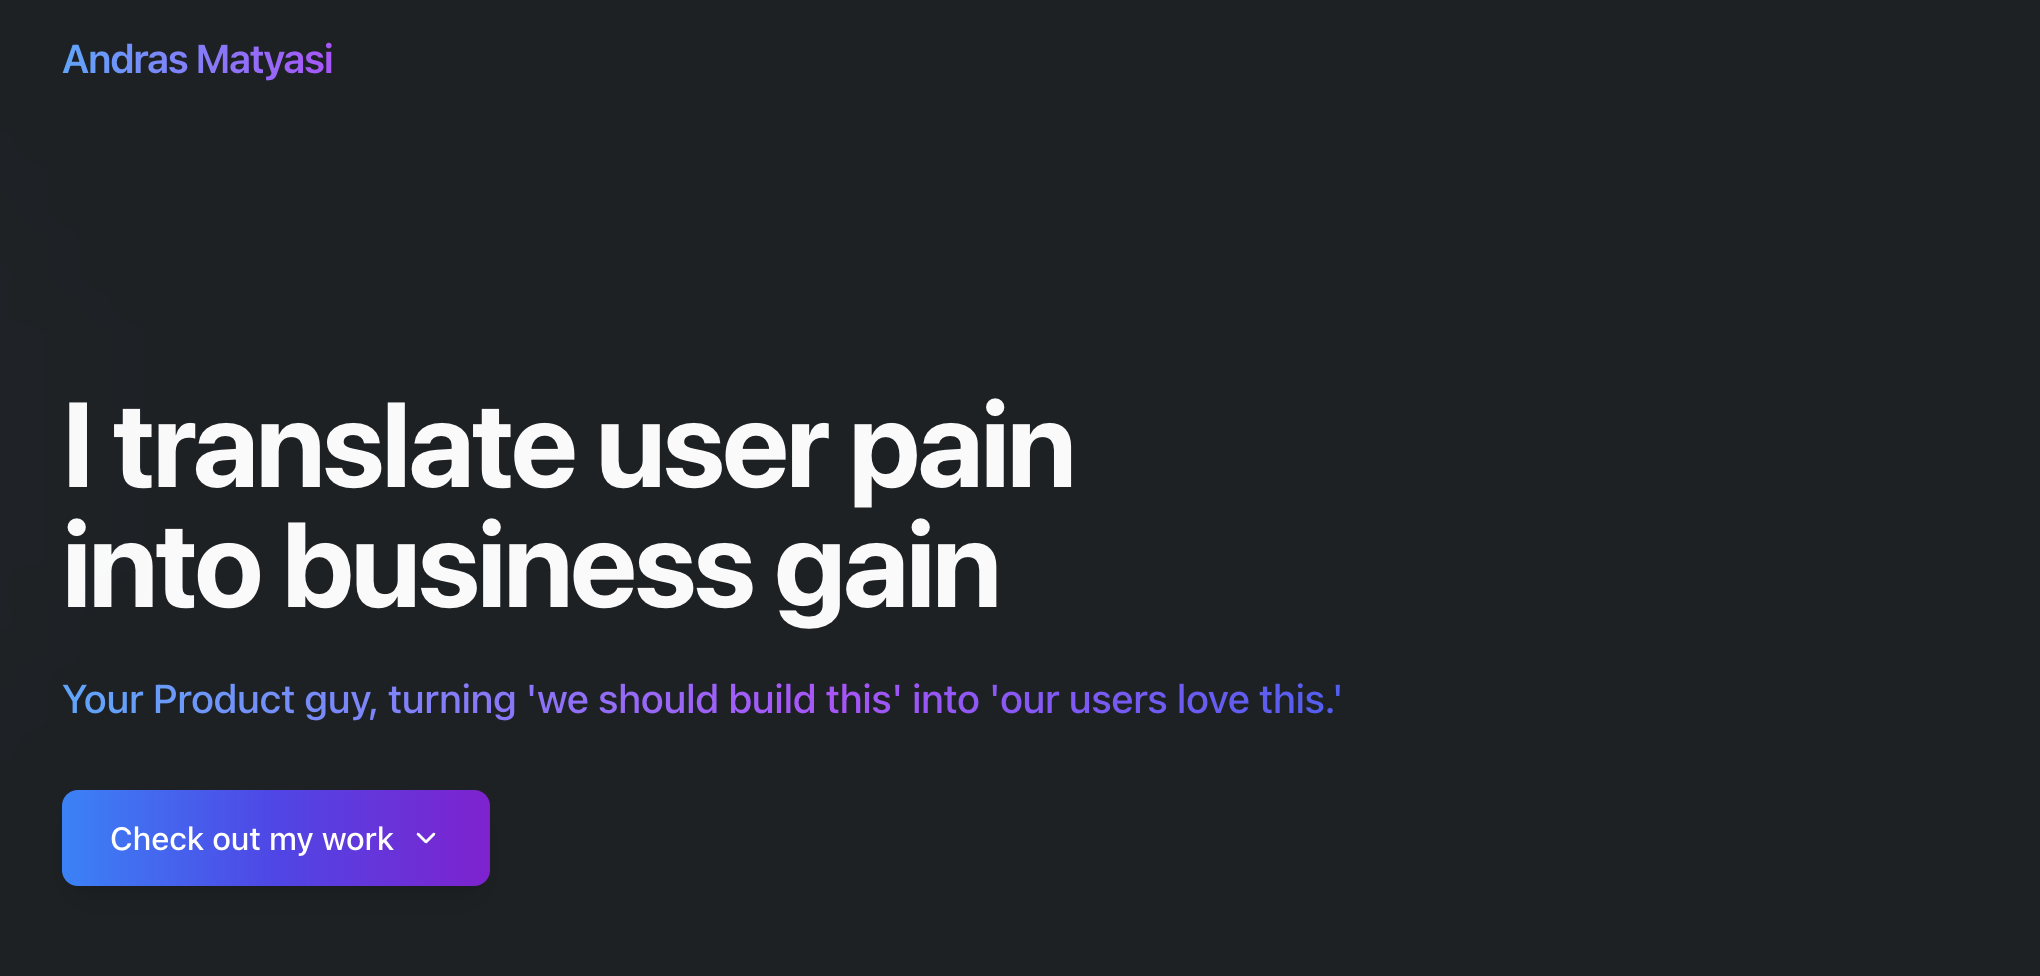 Andras Matyasi
I translate user pain
into business gain
Your Product guy, turning 'we should build this' into 'our users love this.'
Check out my work